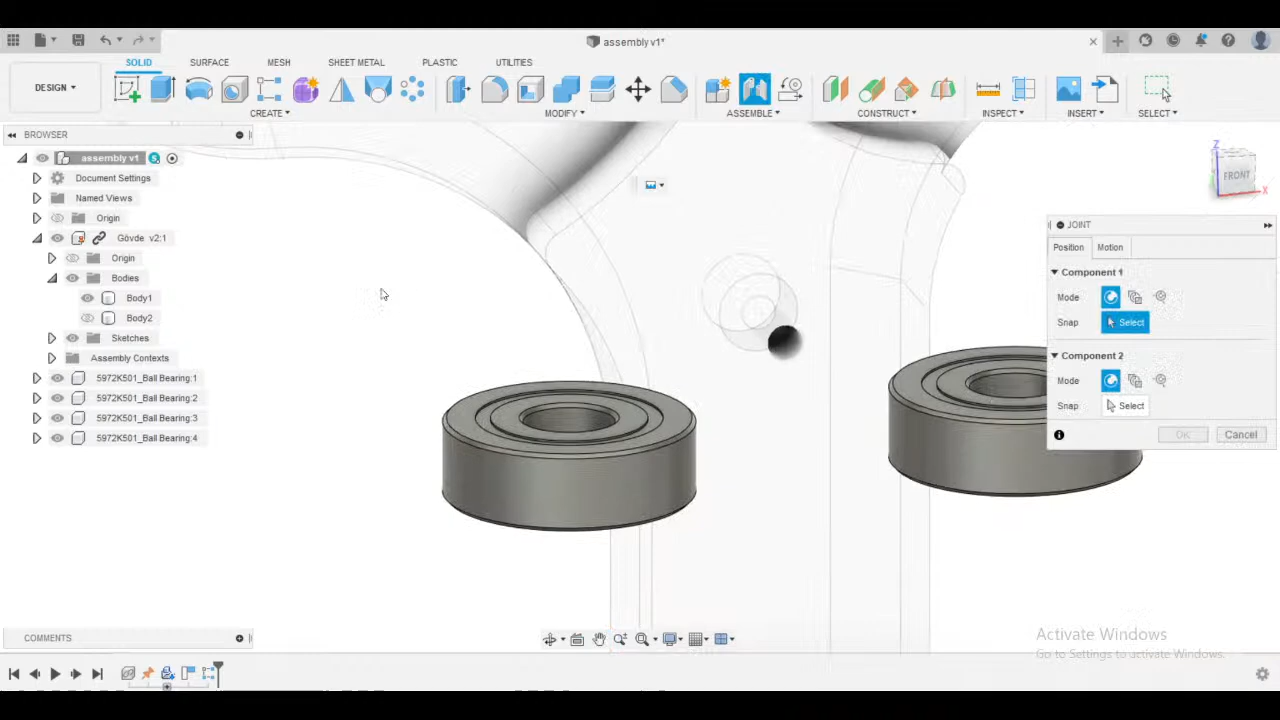 assembly v1*
DESIGN
SOLID
SURFACE
MESH
SHEET METAL
PLASTIC
UTILITIES
CREATE
MODIFY
ASSEMBLE
CONSTRUCT
INSPECT
INSERT
SELECT
BROWSER
assembly v1
Document Settings
Named Views
Origin
Gövde v2:1
Origin
Bodies
Body1
Body2
Sketches
Assembly Contexts
5972K501_Ball Bearing:1
5972K501_Ball Bearing:2
5972K501_Ball Bearing:3
5972K501_Ball Bearing:4
Z
FRONT
X
JOINT
Position
Motion
Component 1
Mode
Snap
Select
Component 2
Mode
Snap
Select
OK
Cancel
COMMENTS
Activate Windows
Go to Settings to activate Windows.